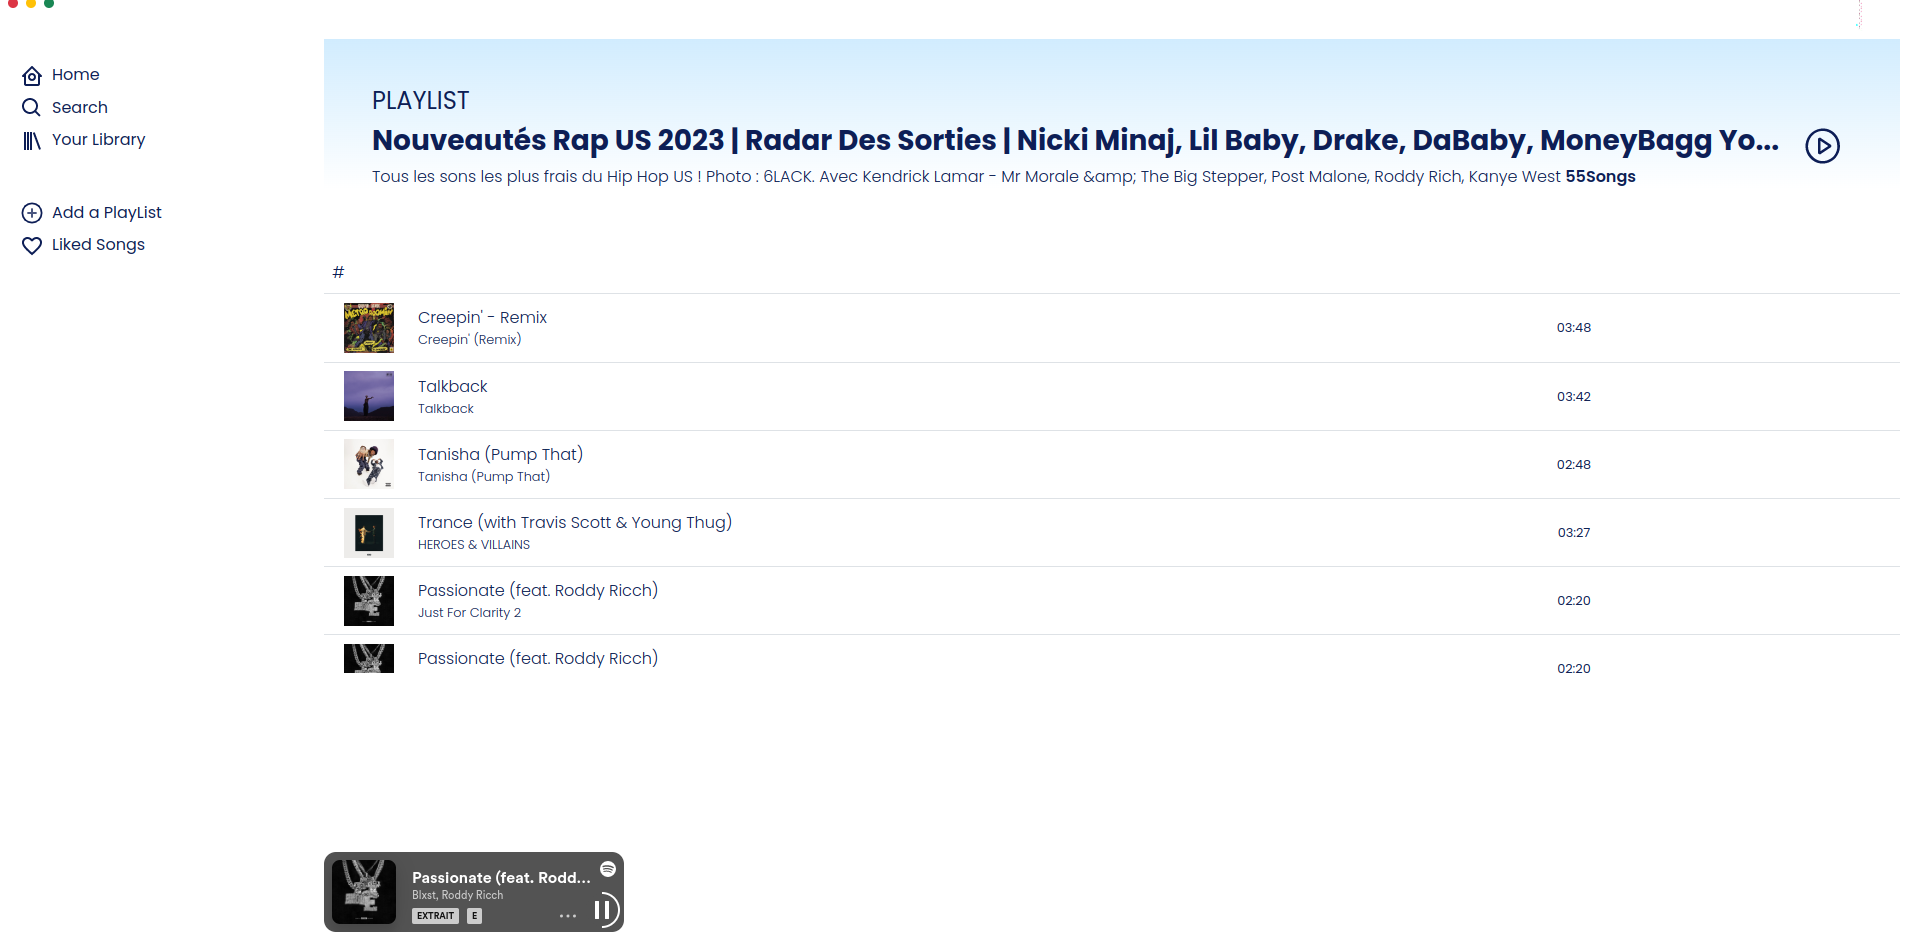 Home
Search
Your Library
Add a PlayList
Liked Songs
PLAYLIST
Nouveautés Rap US 2023 | Radar Des Sorties | Nicki Minaj, Lil Baby, Drake, DaBaby, MoneyBagg Yo...
Tous les sons les plus frais du Hip Hop US ! Photo : 6LACK. Avec Kendrick Lamar - Mr Morale &amp; The Big Stepper, Post Malone, Roddy Rich, Kanye West 55Songs
#
Creepin' - Remix
Creepin' (Remix)
03:48
Talkback
Talkback
03:42
Tanisha (Pump That)
Tanisha (Pump That)
02:48
Trance (with Travis Scott & Young Thug)
HEROES & VILLAINS
03:27
Passionate (feat. Roddy Ricch)
Just For Clarity 2
02:20
Passionate (feat. Roddy Ricch)
02:20
Passionate (feat. Rodd...
Blxst, Roddy Ricch
EXTRAIT E